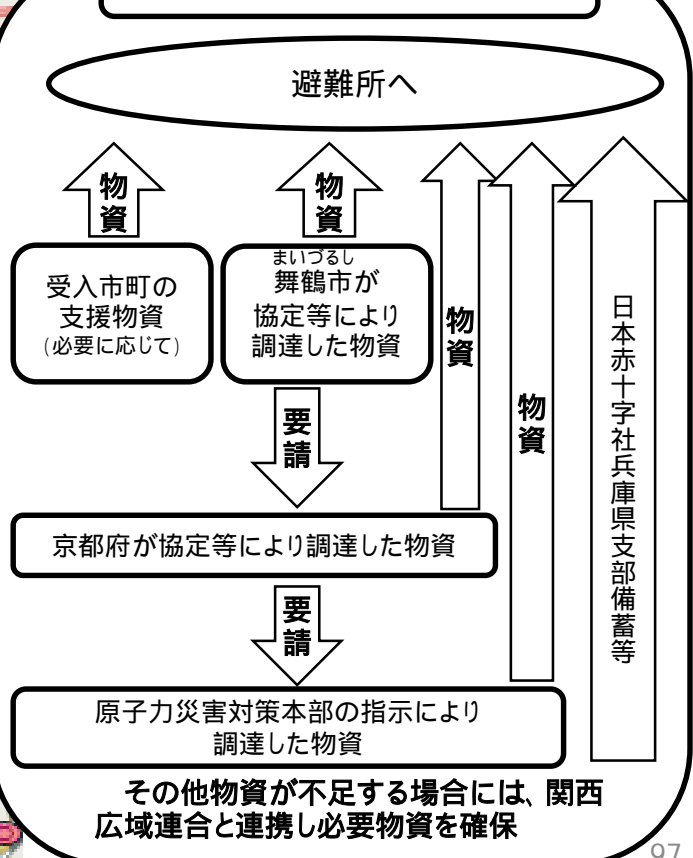 避難所へ
物
資
物
資
受入市町の
支援物資
(必要に応じて)
まいづるし
舞鶴市が
協定等により
調達した物資
物
資
物
資
日本赤十字社兵庫県支部備蓄等
要
請
京都府が協定等により調達した物資
要
請
原子力災害対策本部の指示により
調達した物資
その他物資が不足する場合には、関西
広域連合と連携し必要物資を確保
97